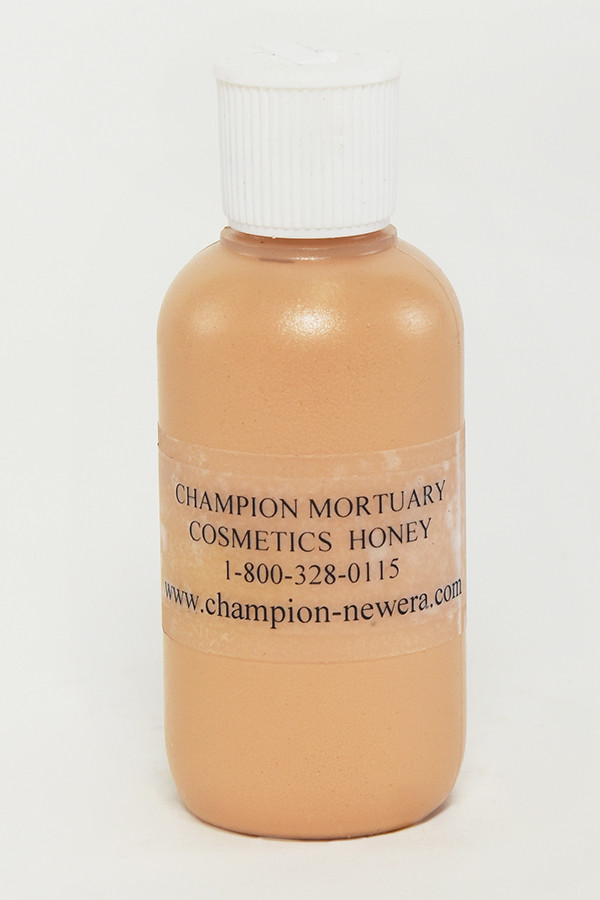 CHAMPION MORTUARY
COSMETICS HONEY
1-800-328-0115
www.champion-newera.com